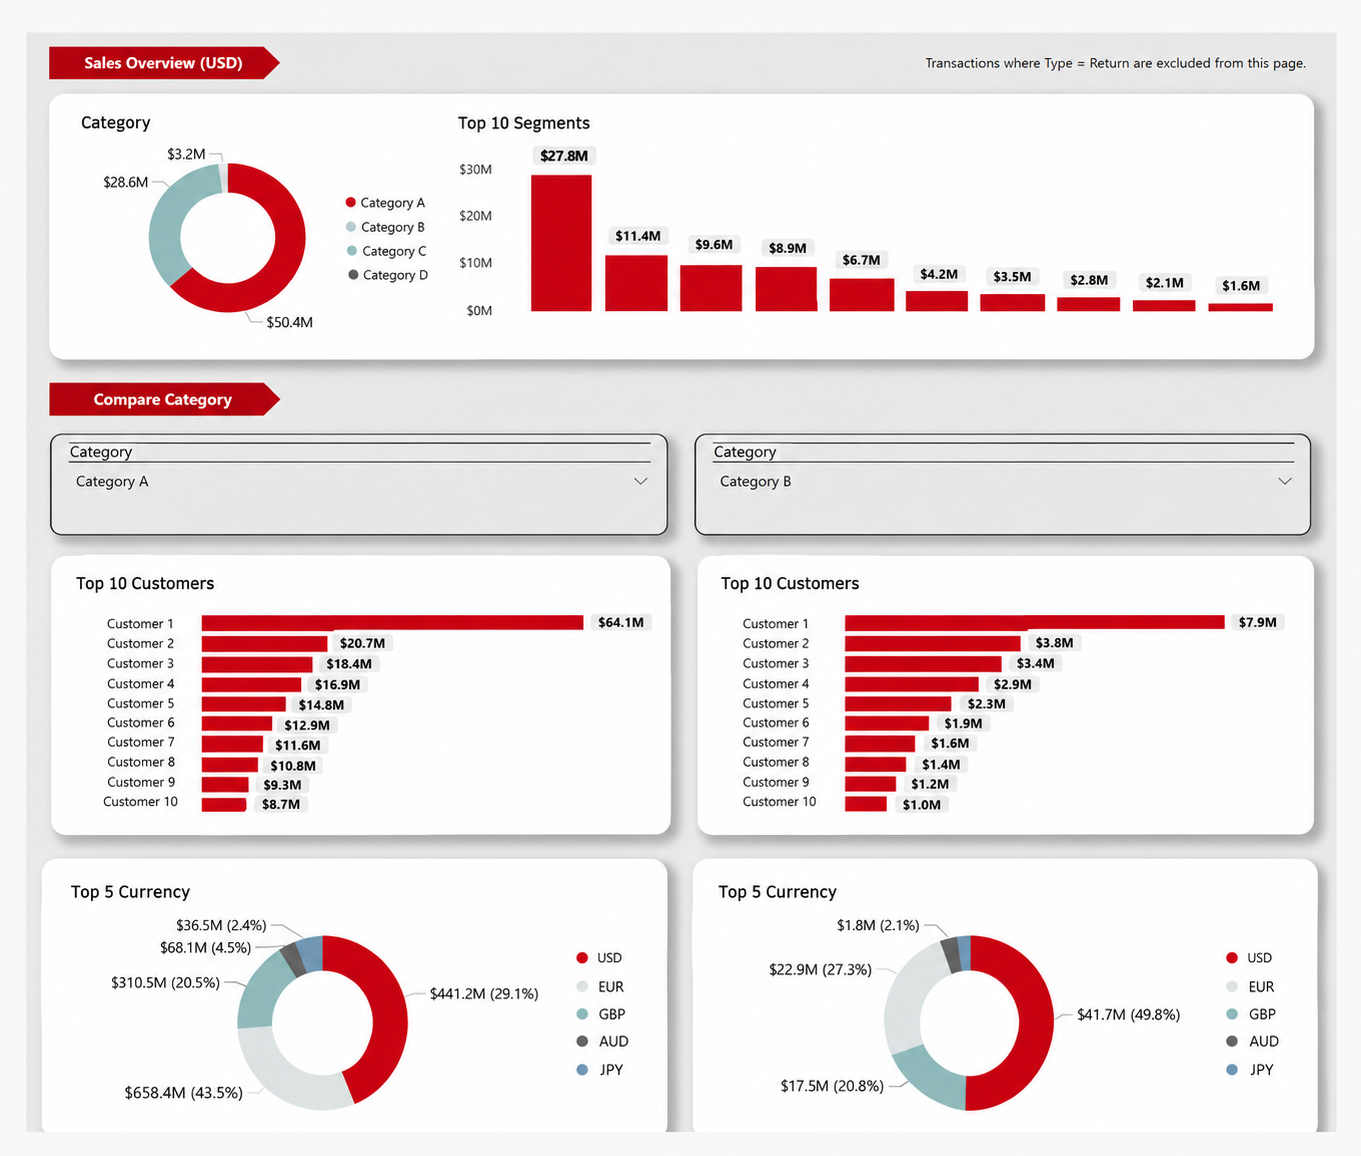 Sales Overview (USD)
Transactions where Type = Return are excluded from this page.
Category
$3.2M
$28.6M
$50.4M
Category A
Category B
Category C
Category D
Top 10 Segments
$30M
$20M
$10M
$0M
$27.8M
$11.4M
$9.6M
$8.9M
$6.7M
$4.2M
$3.5M
$2.8M
$2.1M
$1.6M
Compare Category
Category
Category A
Category
Category B
Top 10 Customers
Customer 1 $64.1M
Customer 2 $20.7M
Customer 3 $18.4M
Customer 4 $16.9M
Customer 5 $14.8M
Customer 6 $12.9M
Customer 7 $11.6M
Customer 8 $10.8M
Customer 9 $9.3M
Customer 10 $8.7M
Top 10 Customers
Customer 1 $7.9M
Customer 2 $3.8M
Customer 3 $3.4M
Customer 4 $2.9M
Customer 5 $2.3M
Customer 6 $1.9M
Customer 7 $1.6M
Customer 8 $1.4M
Customer 9 $1.2M
Customer 10 $1.0M
Top 5 Currency
$36.5M (2.4%)
$68.1M (4.5%)
$310.5M (20.5%)
$441.2M (29.1%)
$658.4M (43.5%)
USD
EUR
GBP
AUD
JPY
Top 5 Currency
$1.8M (2.1%)
$22.9M (27.3%)
$41.7M (49.8%)
$17.5M (20.8%)
USD
EUR
GBP
AUD
JPY